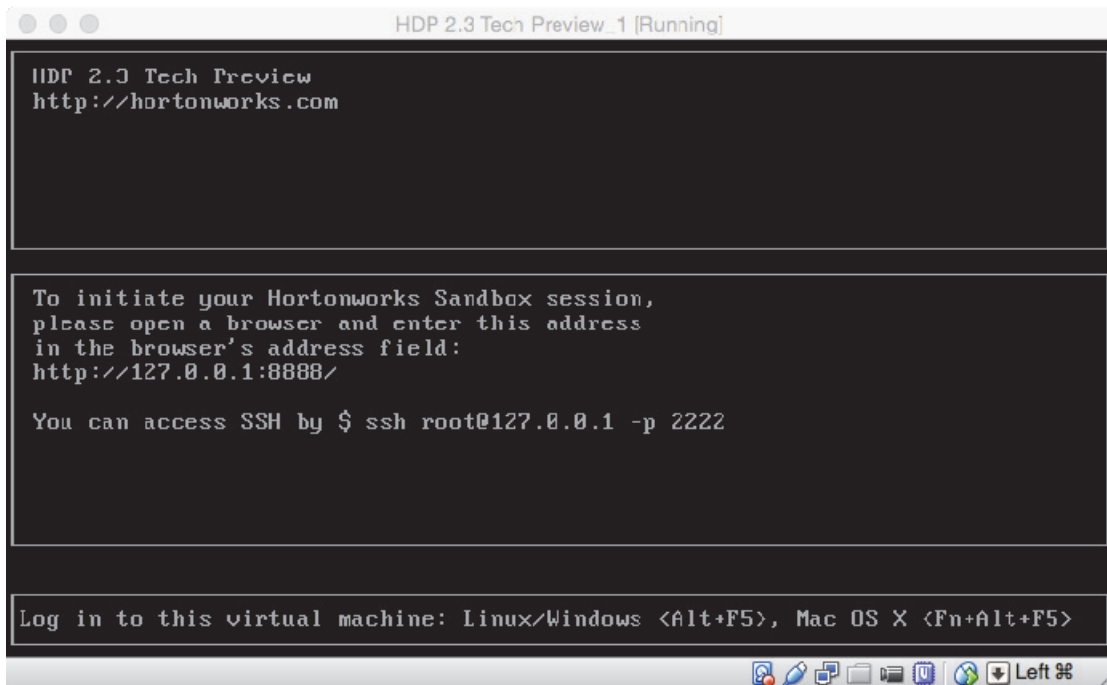 HDP 2.3 Tech Preview_1 [Running]
HDP 2.3 Tech Preview
http://hortonworks.com
To initiate your Hortonworks Sandbox session,
please open a browser and enter this address
in the browser's address field:
http://127.0.0.1:8888/
You can access SSH by $ ssh root@127.0.0.1 -p 2222
Log in to this virtual machine: Linux/Windows <Alt+F5>, Mac OS X <Fn+Alt+F5>
Left ⌘